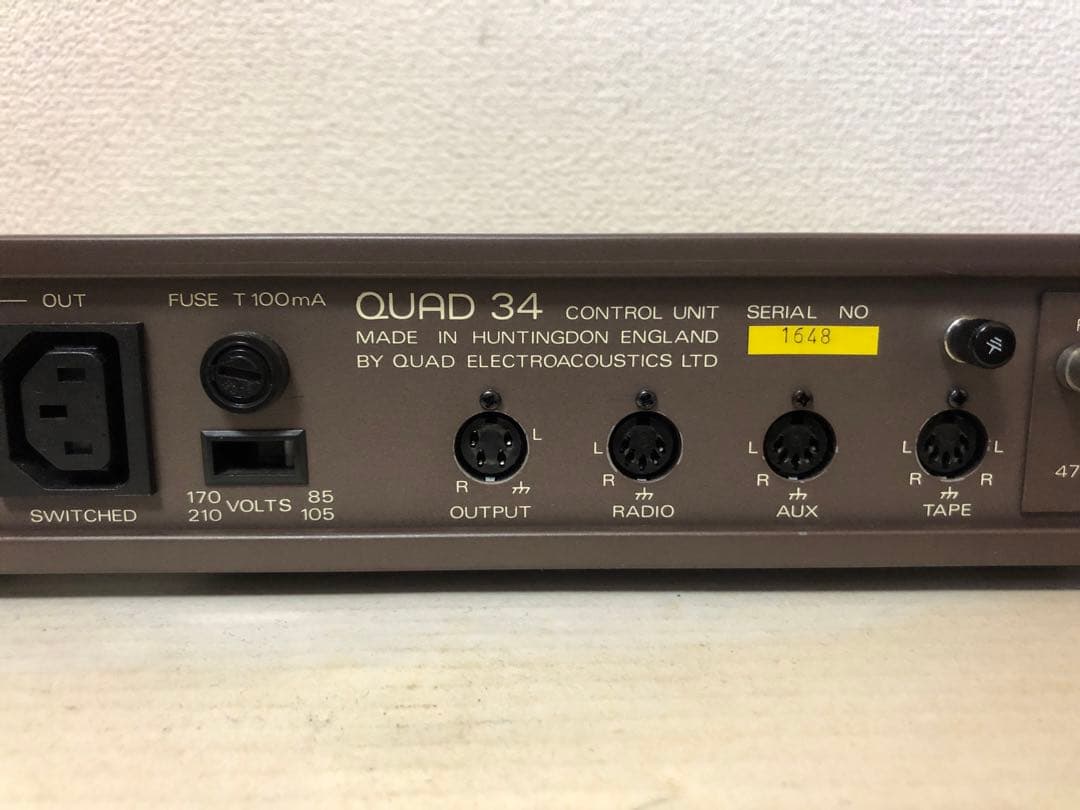 OUT
FUSE T 100mA
QUAD 34 CONTROL UNIT
SERIAL NO
1648
MADE IN HUNTINGDON ENGLAND
BY QUAD ELECTROACOUSTICS LTD
L
R
OUTPUT
L
R
RADIO
L
R
AUX
L L
R R
TAPE
170 VOLTS 85
210 105
SWITCHED
47